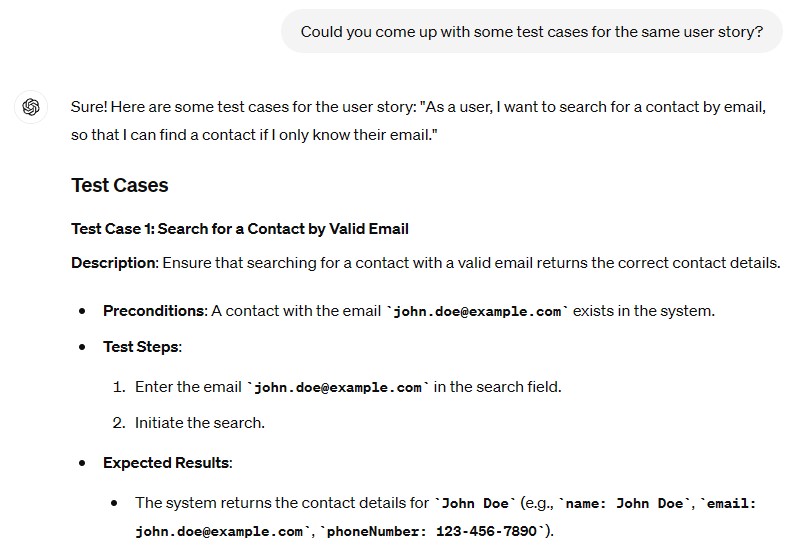 Could you come up with some test cases for the same user story?
Sure! Here are some test cases for the user story: "As a user, I want to search for a contact by email,
so that I can find a contact if I only know their email."
Test Cases
Test Case 1: Search for a Contact by Valid Email
Description: Ensure that searching for a contact with a valid email returns the correct contact details.
• Preconditions: A contact with the email `john.doe@example.com` exists in the system.
• Test Steps:
1. Enter the email `john.doe@example.com` in the search field.
2. Initiate the search.
• Expected Results:
• The system returns the contact details for `John Doe` (e.g., `name: John Doe`, `email:
john.doe@example.com`, `phoneNumber: 123-456-7890`).